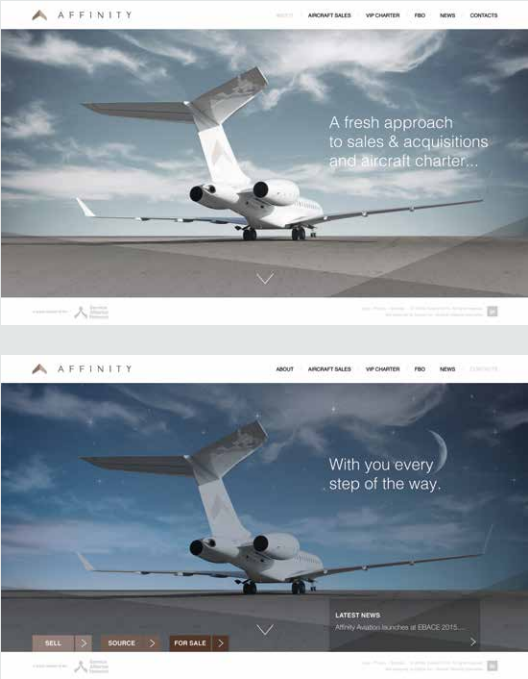 AFFINITY
ABOUT
AIRCRAFT SALES
VIP CHARTER
FBO
NEWS
CONTACTS
A fresh approach
to sales & acquisitions
and aircraft charter...
AFFINITY
ABOUT
AIRCRAFT SALES
VIP CHARTER
FBO
NEWS
CONTACTS
With you every
step of the way.
LATEST NEWS
Affinity Aviation launches at EBACE 2015....
SELL
SOURCE
FOR SALE